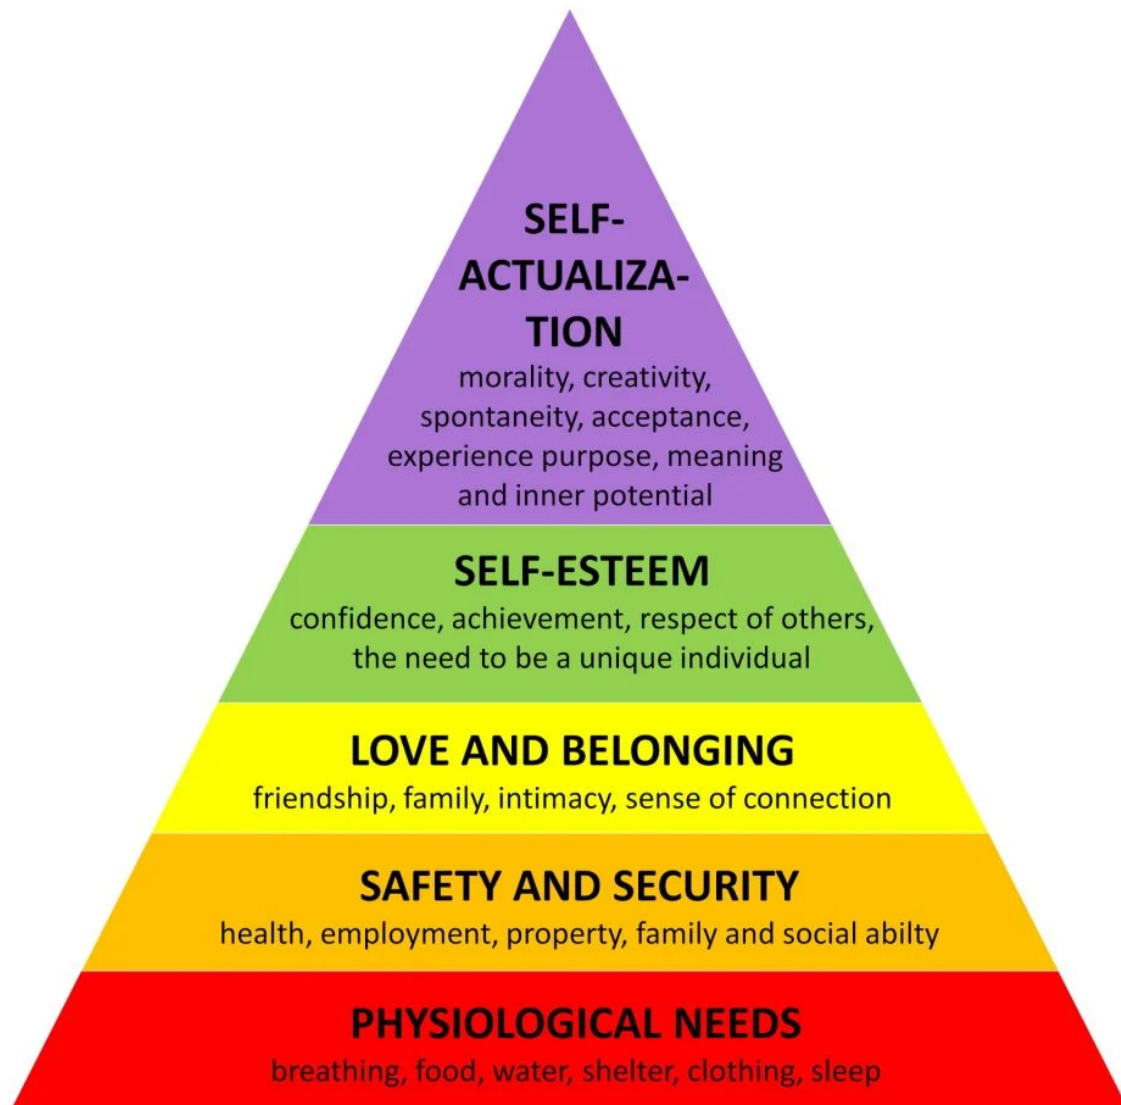 SELF-
ACTUALIZA-
TION
morality, creativity,
spontaneity, acceptance,
experience purpose, meaning
and inner potential
SELF-ESTEEM
confidence, achievement, respect of others,
the need to be a unique individual
LOVE AND BELONGING
friendship, family, intimacy, sense of connection
SAFETY AND SECURITY
health, employment, property, family and social abilty
PHYSIOLOGICAL NEEDS
breathing, food, water, shelter, clothing, sleep